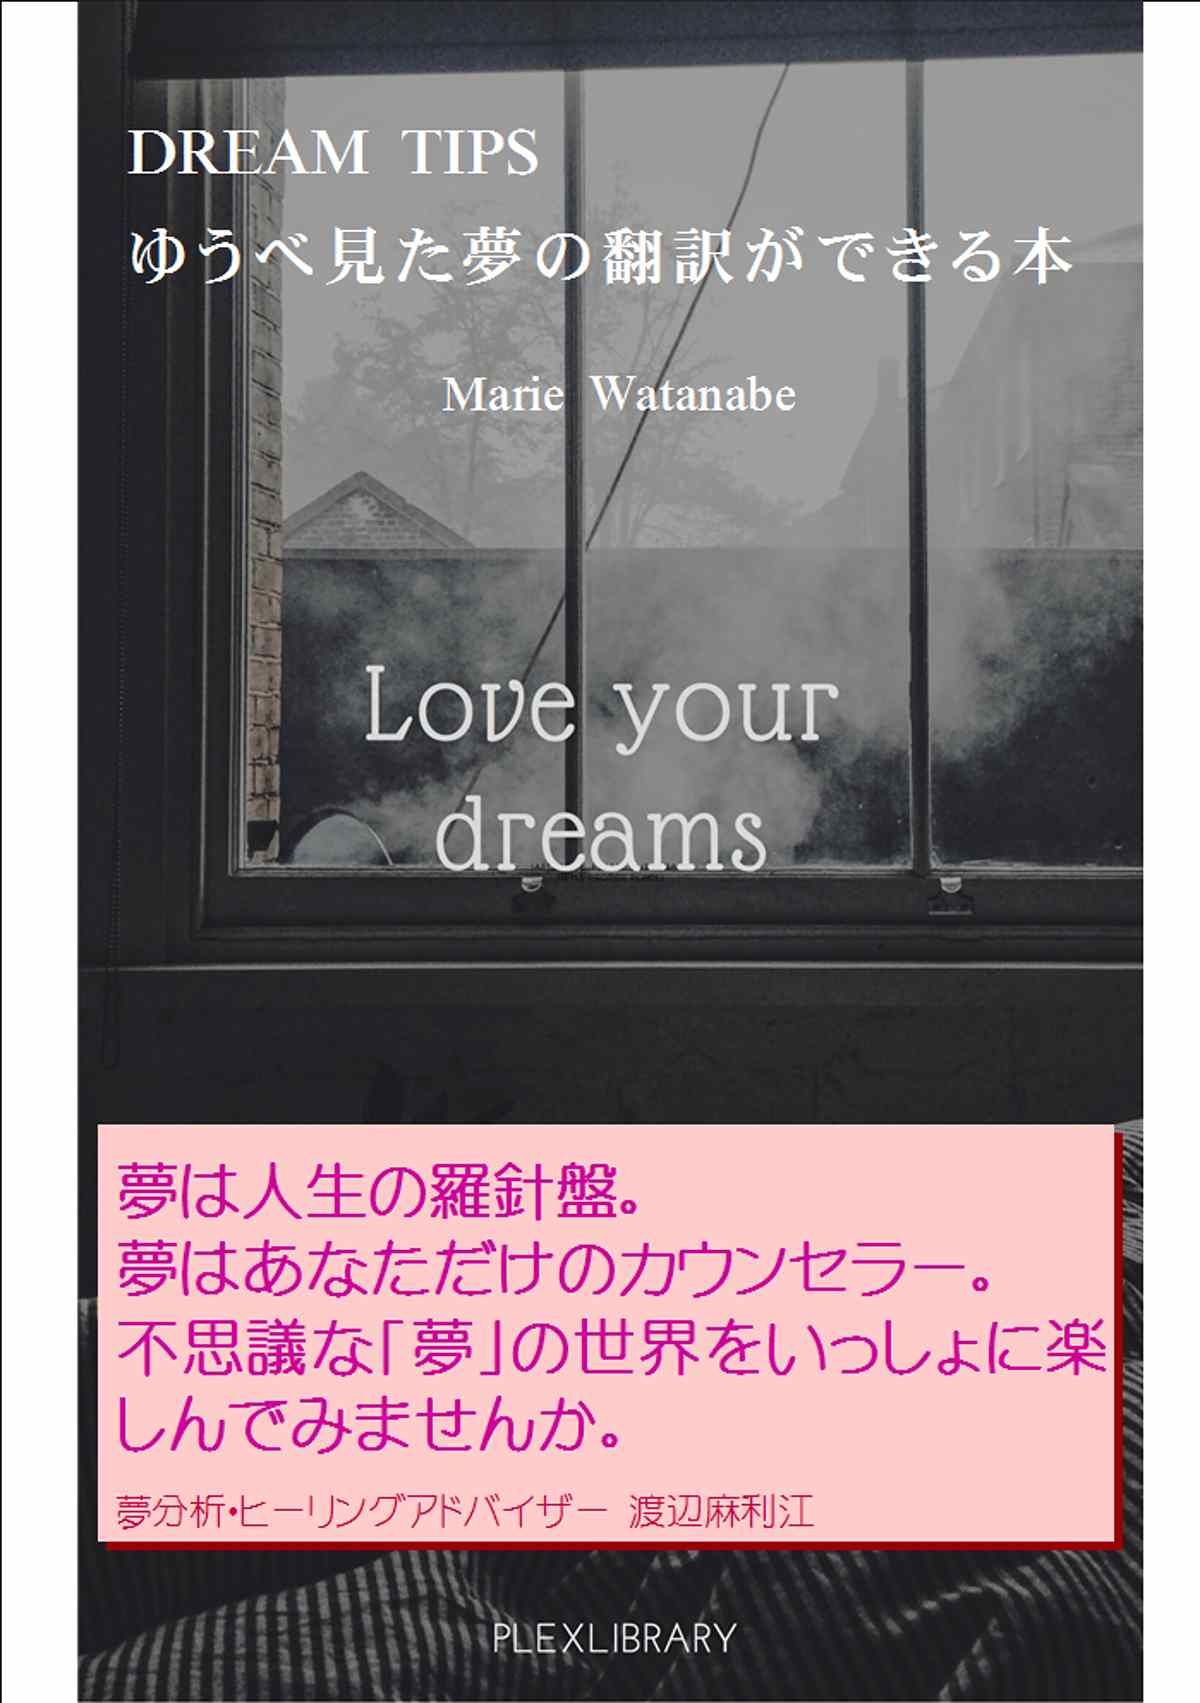 DREAM TIPS
ゆうべ見た夢の翻訳ができる本
Marie Watanabe
Love your
dreams
夢は人生の羅針盤。
夢はあなただけのカウンセラー。
不思議な「夢」の世界をいっしょに楽
しんでみませんか。
夢分析・ヒーリングアドバイザー 渡辺麻利江
PLEXLIBRARY